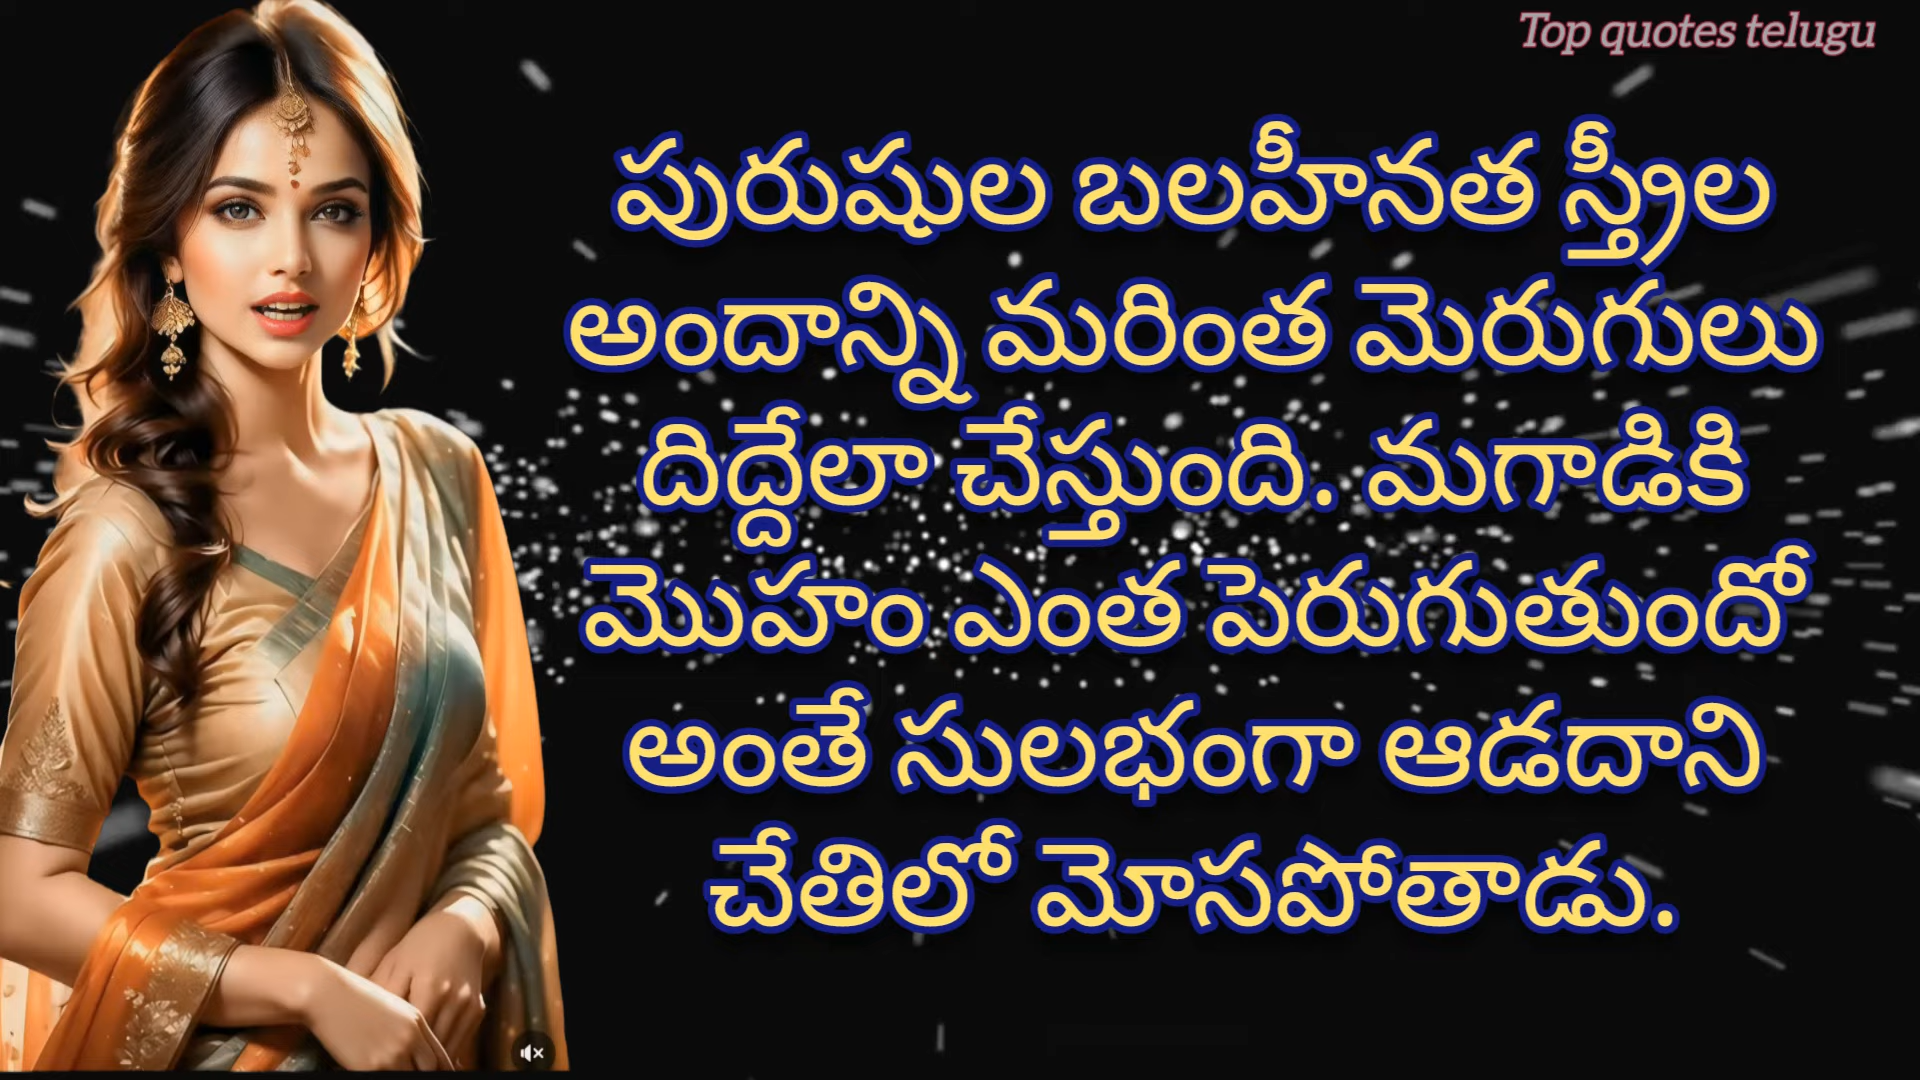 Top quotes telugu
పురుషుల బలహీనత స్త్రీల
అందాన్ని మరింత మెరుగులు
దిద్దేలా చేస్తుంది. మగాడికి
మొహం ఎంత పెరుగుతుందో
అంతే సులభంగా ఆడదాని
చేతిలో మోసపోతాడు.